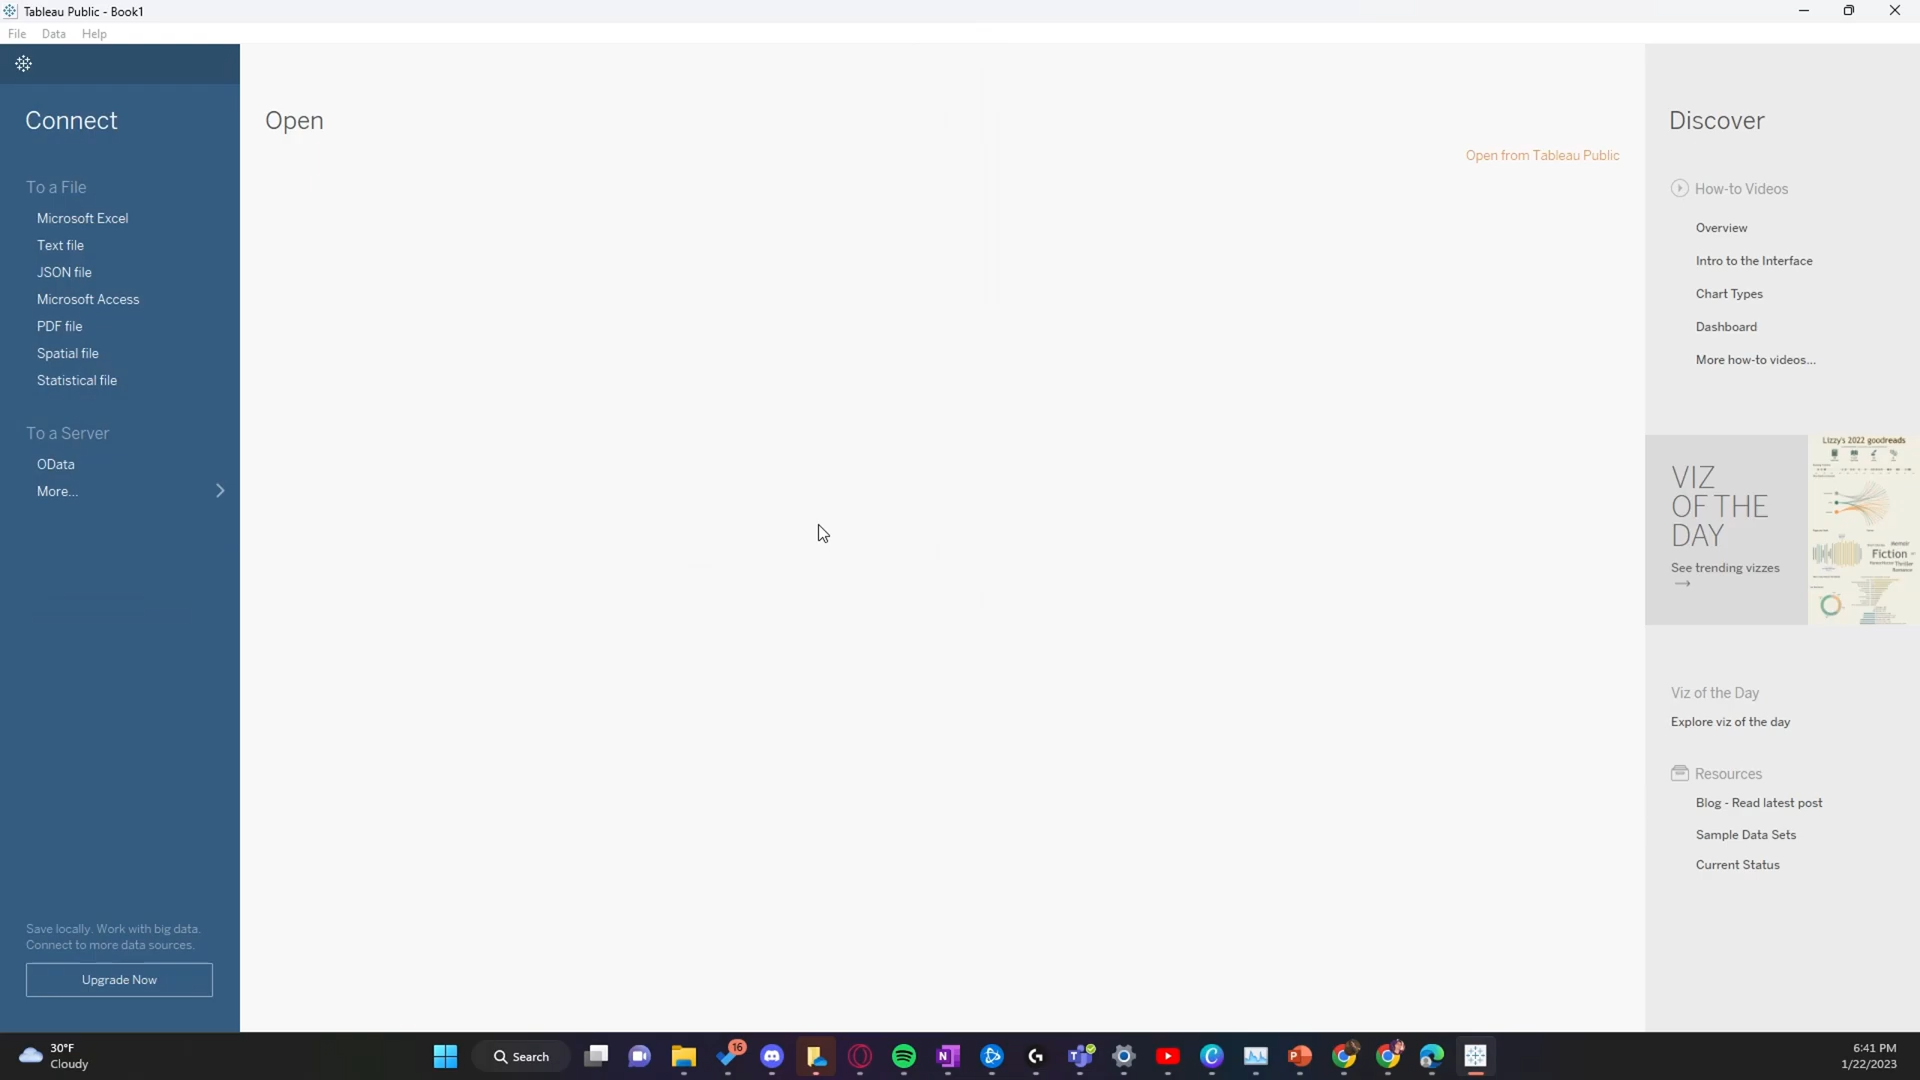 Tableau Public - Book1
File Data Help
Connect
To a File
Microsoft Excel
Text file
JSON file
Microsoft Access
PDF file
Spatial file
Statistical file
To a Server
OData
More...
Save locally. Work with big data.
Connect to more data sources.
Upgrade Now
Open
Open from Tableau Public
Discover
How-to Videos
Overview
Intro to the Interface
Chart Types
Dashboard
More how-to videos...
VIZ
OF THE
DAY
See trending vizzes
Lizzy's 2022 goodreads
Fiction
Viz of the Day
Explore viz of the day
Resources
Blog - Read latest post
Sample Data Sets
Current Status
30°F
Cloudy
Search
16
6:41 PM
1/22/2023